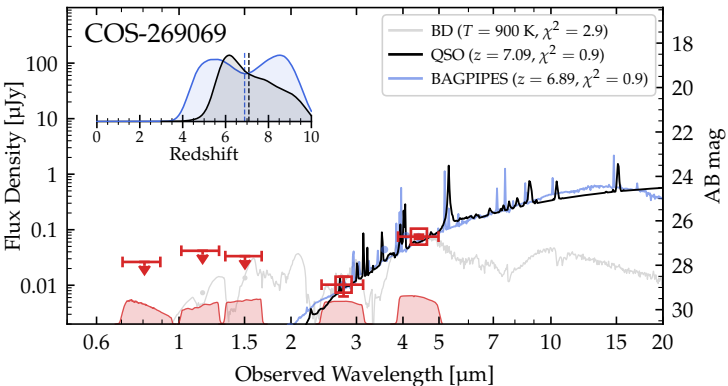 COS-269069
BD (T = 900 K, χ² = 2.9)
QSO (z = 7.09, χ² = 0.9)
BAGPIPES (z = 6.89, χ² = 0.9)
Flux Density [μJy]
100
10
1
0.1
0.01
AB mag
18
20
22
24
26
28
30
0 2 4 6 8 10
Redshift
0.6 1 1.5 2 3 4 5 7 10 15 20
Observed Wavelength [μm]